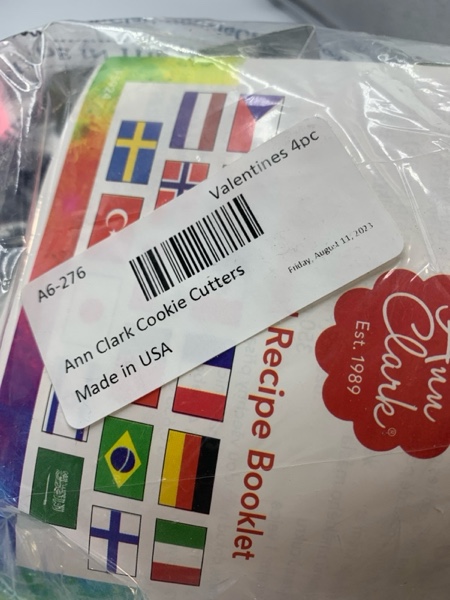 Valentines 4pc
A6-276
Friday, August 11, 2023
Ann Clark Cookie Cutters
Made in USA
Recipe Booklet
Ann
Clark®
Est. 1989